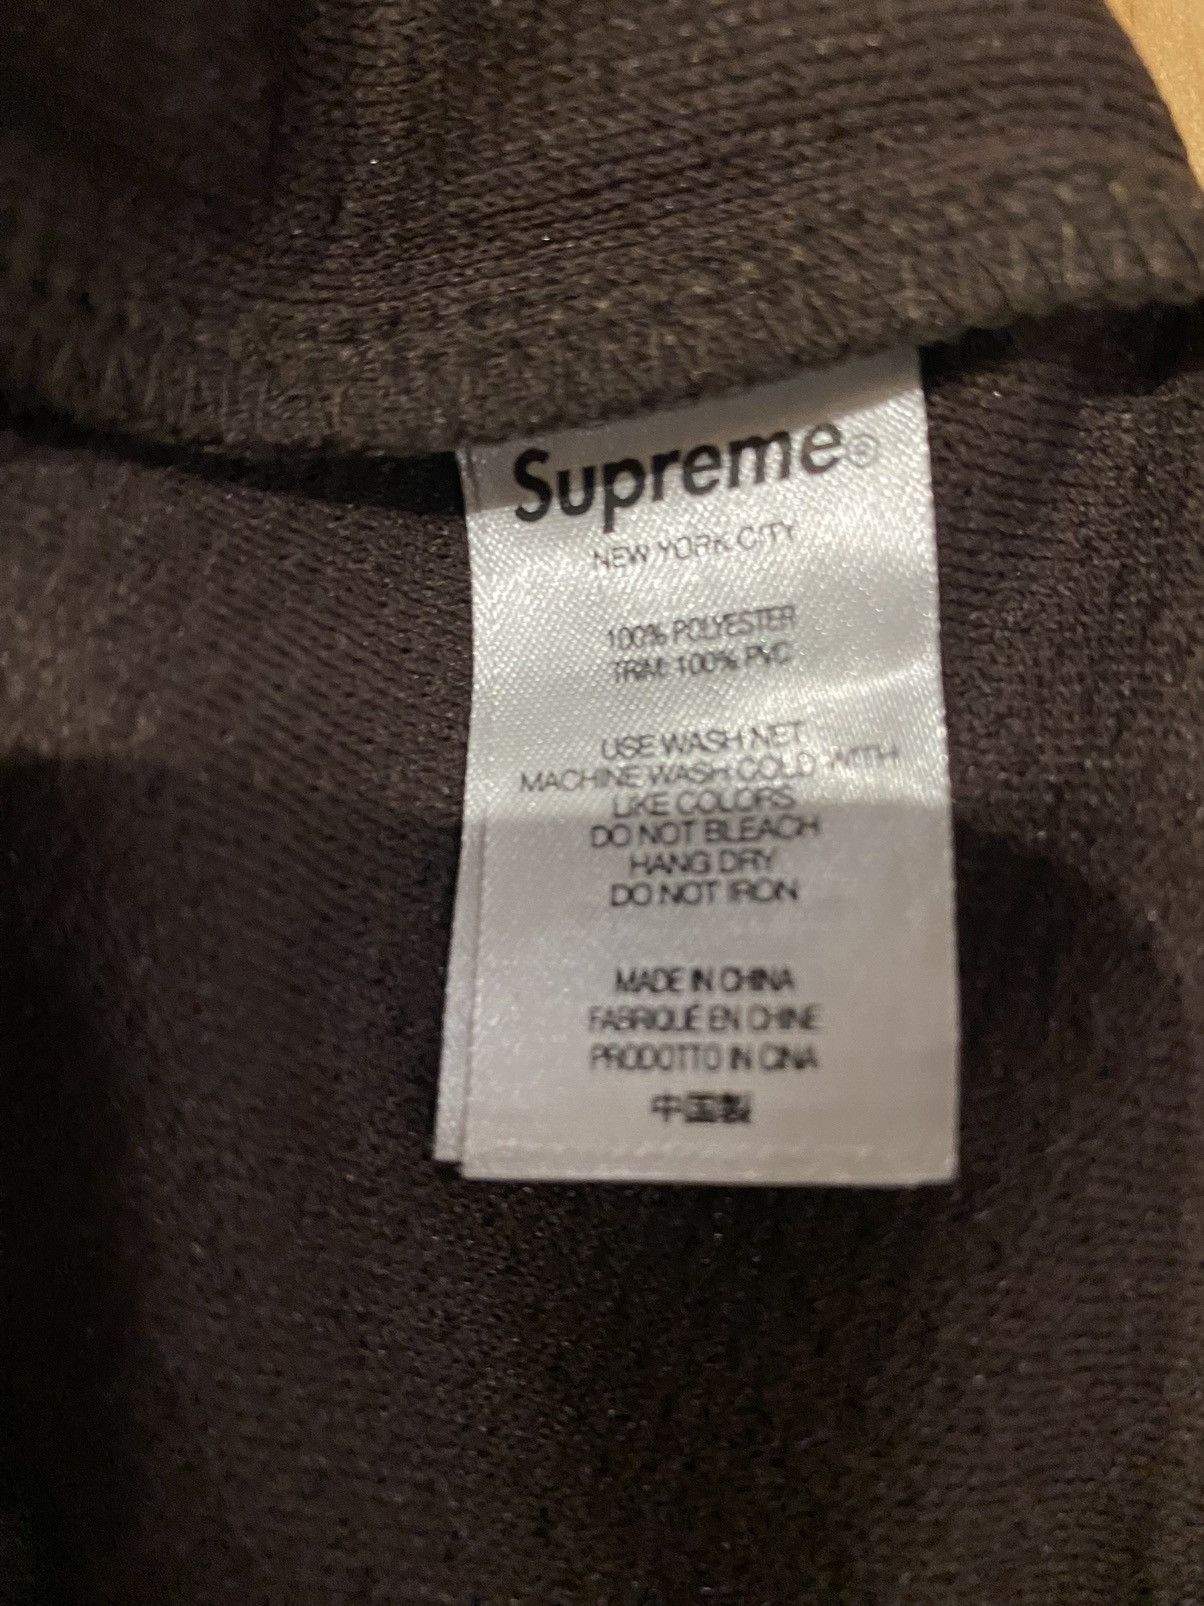 Supreme®
NEW YORK CITY
100% POLYESTER
TRIM: 100% PVC
USE WASH NET
MACHINE WASH COLD WITH
LIKE COLORS
DO NOT BLEACH
HANG DRY
DO NOT IRON
MADE IN CHINA
FABRIQUÉ EN CHINE
PRODOTTO IN CINA
中国製